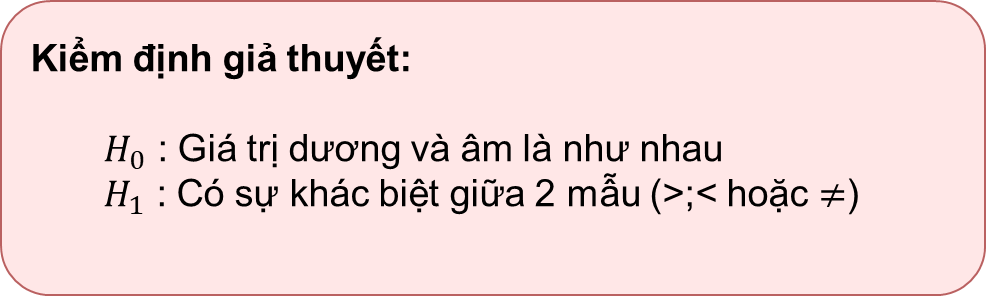 Kiểm định giả thuyết:
𝐻₀ : Giá trị dương và âm là như nhau
𝐻₁ : Có sự khác biệt giữa 2 mẫu (>;< hoặc ≠)